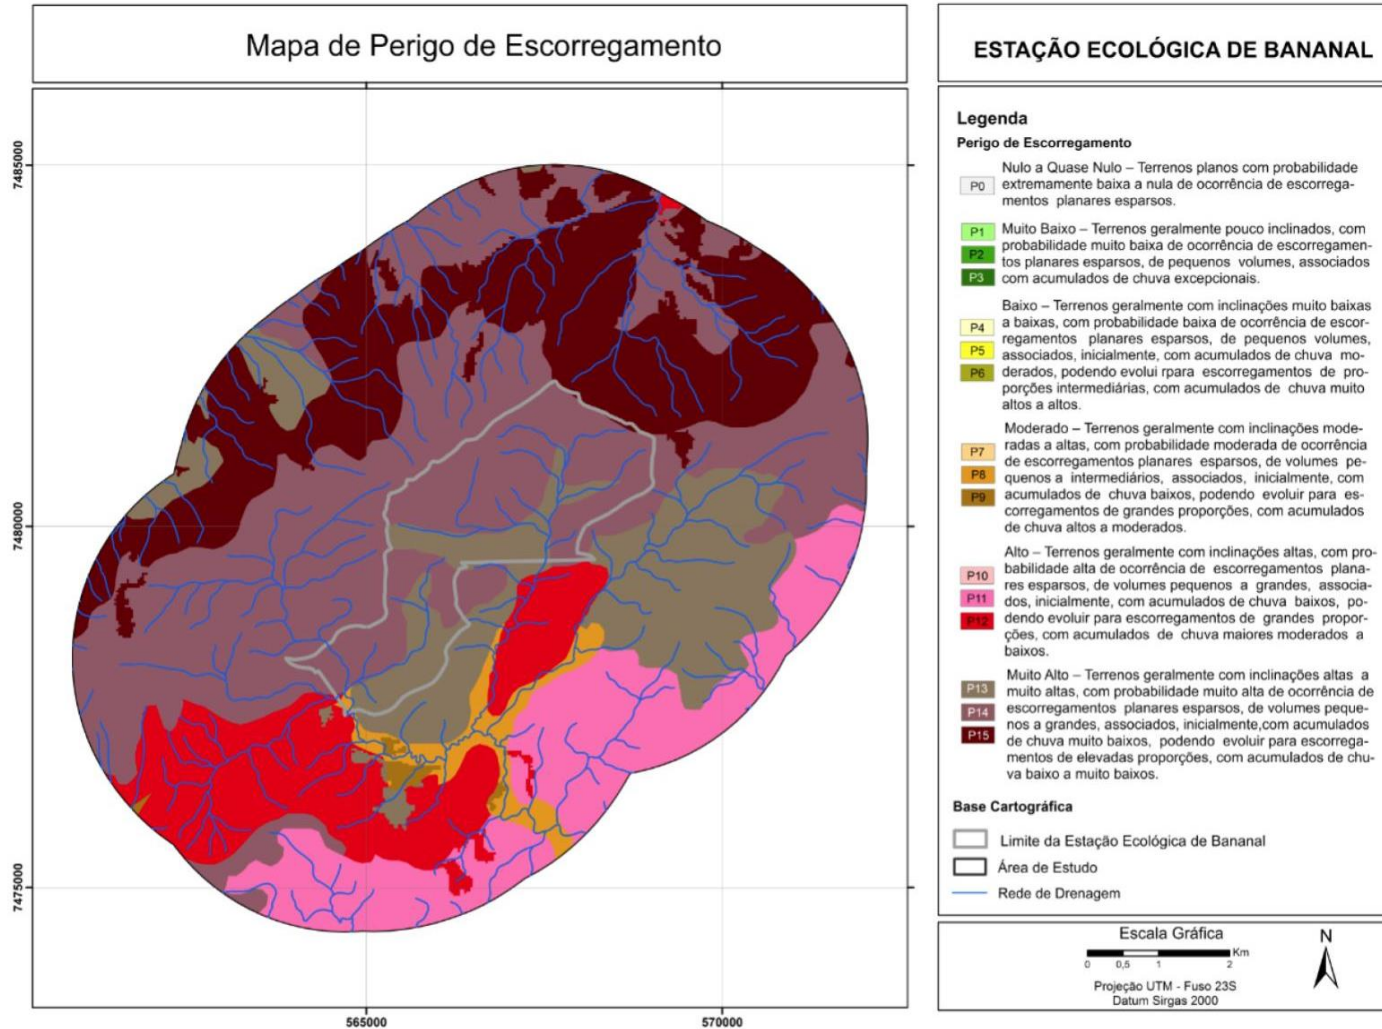 Mapa de Perigo de Escorregamento
ESTAÇÃO ECOLÓGICA DE BANANAL
7485000
7480000
7475000
565000
570000
Legenda
Perigo de Escorregamento
P0
Nulo a Quase Nulo – Terrenos planos com probabilidade
extremamente baixa a nula de ocorrência de escorrega-
mentos planares esparsos.
P1
P2
P3
Muito Baixo – Terrenos geralmente pouco inclinados, com
probabilidade muito baixa de ocorrência de escorregamen-
tos planares esparsos, de pequenos volumes, associados
com acumulados de chuva excepcionais.
P4
P5
P6
Baixo – Terrenos geralmente com inclinações muito baixas
a baixas, com probabilidade baixa de ocorrência de escor-
regamentos planares esparsos, de pequenos volumes,
associados, inicialmente, com acumulados de chuva mo-
derados, podendo evolui rpara escorregamentos de pro-
porções intermediárias, com acumulados de chuva muito
altos a altos.
P7
P8
P9
Moderado – Terrenos geralmente com inclinações mode-
radas a altas, com probabilidade moderada de ocorrência
de escorregamentos planares esparsos, de volumes pe-
quenos a intermediários, associados, inicialmente, com
acumulados de chuva baixos, podendo evoluir para es-
corregamentos de grandes proporções, com acumulados
de chuva altos a moderados.
P10
P11
P12
Alto – Terrenos geralmente com inclinações altas, com pro-
babilidade alta de ocorrência de escorregamentos plana-
res esparsos, de volumes pequenos a grandes, associa-
dos, inicialmente, com acumulados de chuva baixos, po-
dendo evoluir para escorregamentos de grandes propor-
ções, com acumulados de chuva maiores moderados a
baixos.
P13
P14
P15
Muito Alto – Terrenos geralmente com inclinações altas a
muito altas, com probabilidade muito alta de ocorrência de
escorregamentos planares esparsos, de volumes peque-
nos a grandes, associados, inicialmente,com acumulados
de chuva muito baixos, podendo evoluir para escorrega-
mentos de elevadas proporções, com acumulados de chu-
va baixo a muito baixos.
Base Cartográfica
Limite da Estação Ecológica de Bananal
Área de Estudo
Rede de Drenagem
Escala Gráfica
Km
0 0,5 1 2
N
Projeção UTM - Fuso 23S
Datum Sirgas 2000